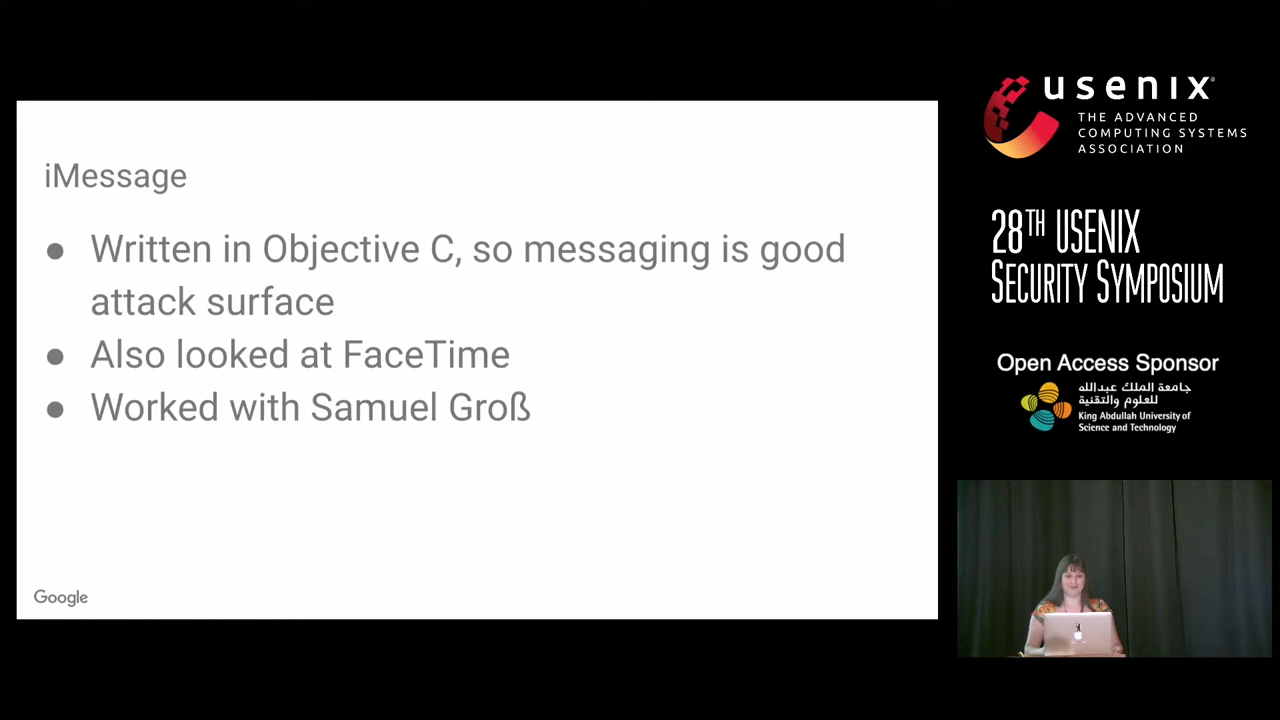 iMessage
● Written in Objective C, so messaging is good
attack surface
● Also looked at FaceTime
● Worked with Samuel Groß
Google
usenix
THE ADVANCED
COMPUTING SYSTEMS
ASSOCIATION
28TH USENIX
SECURITY SYMPOSIUM
Open Access Sponsor
جامعة الملك عبدالله
للعلوم والتقنية
King Abdullah University of
Science and Technology